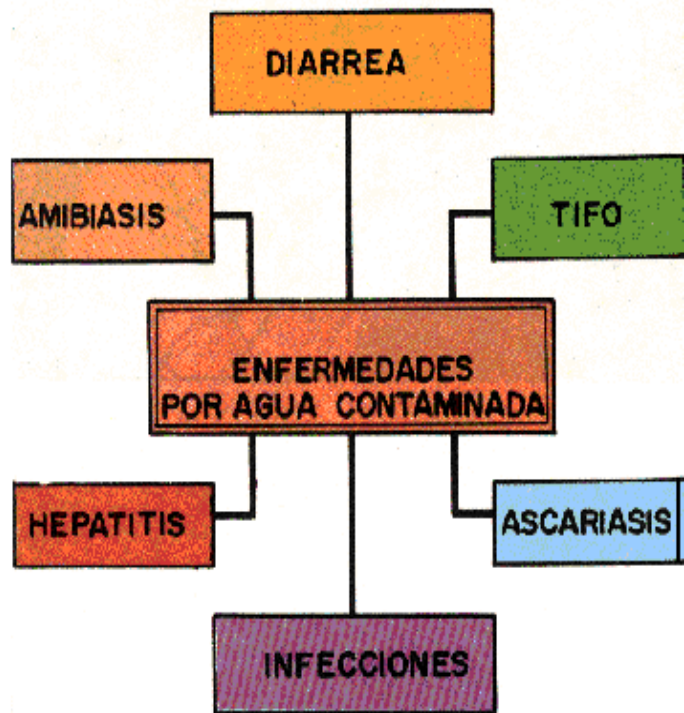 DIARREA
AMIBIASIS
TIFO
ENFERMEDADES
POR AGUA CONTAMINADA
HEPATITIS
ASCARIASIS
INFECCIONES